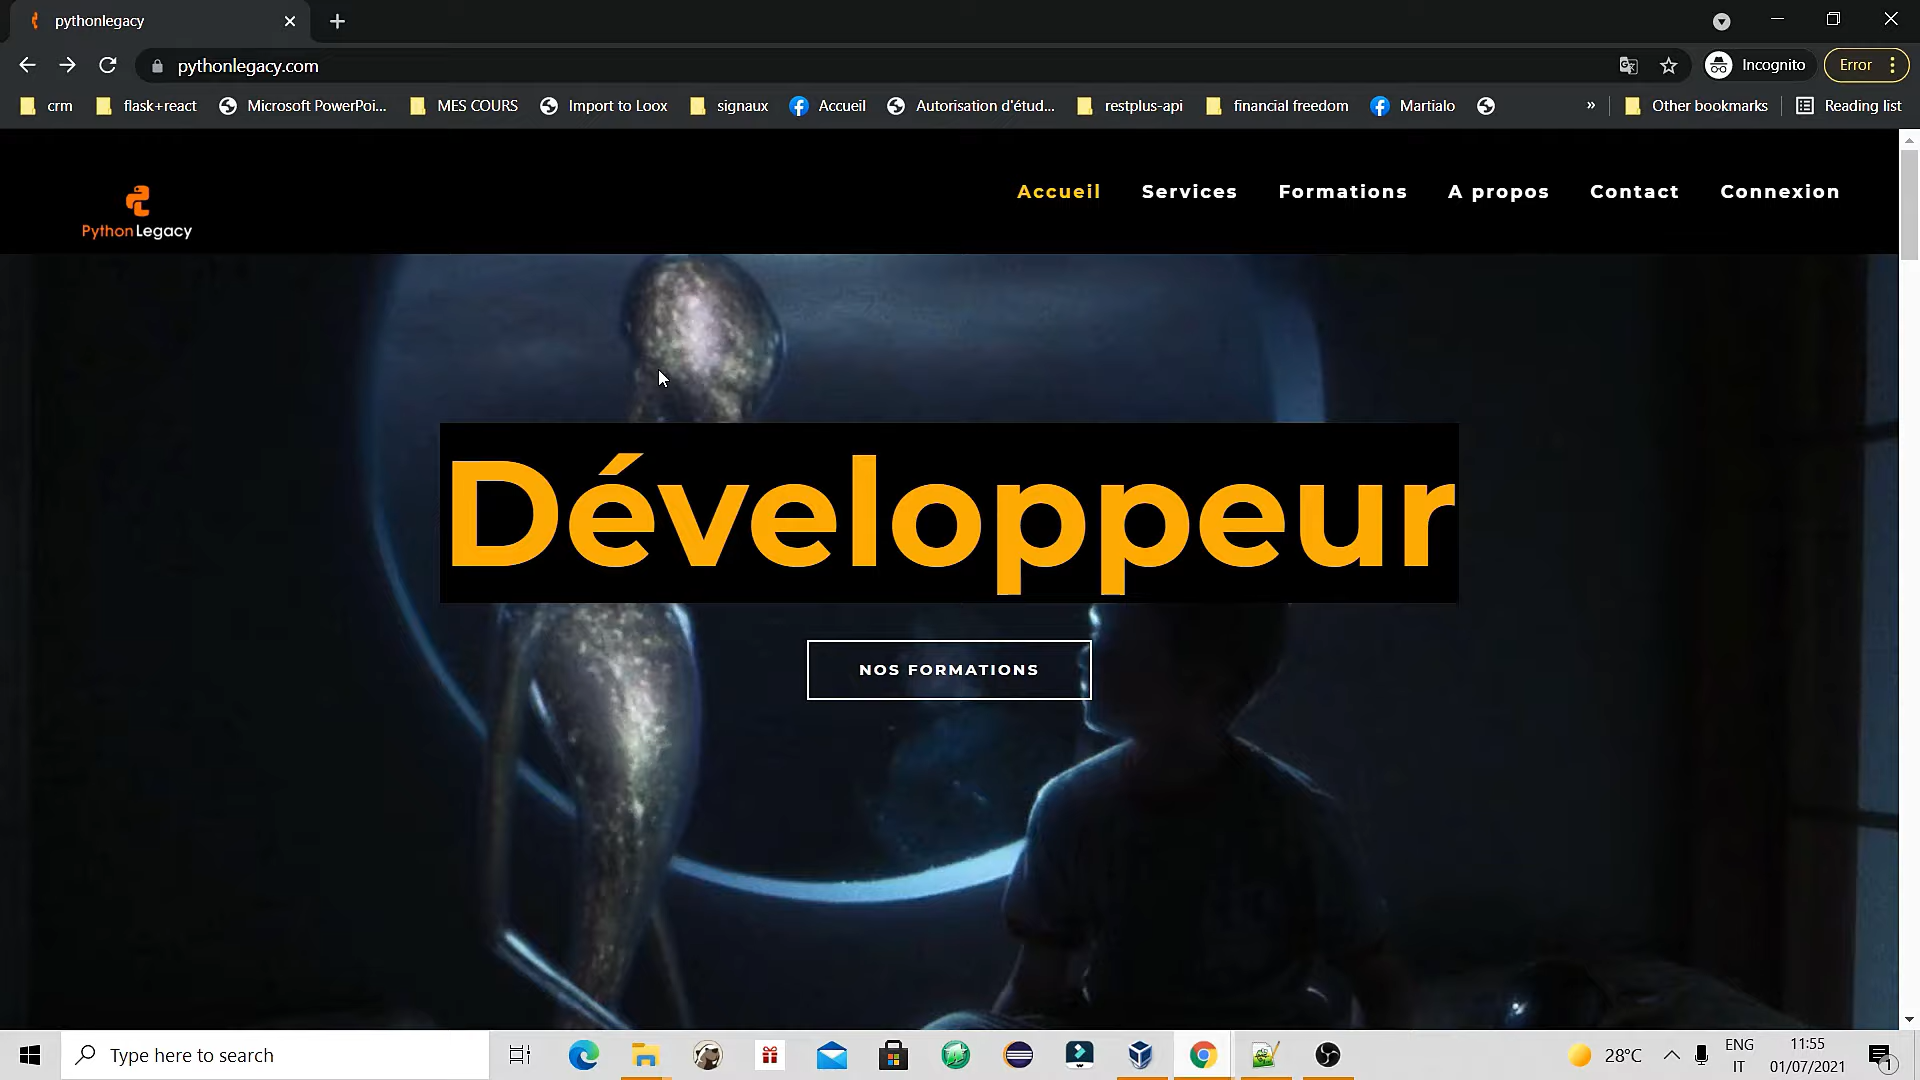 pythonlegacy
pythonlegacy.com
Incognito
Error
crm
flask+react
Microsoft PowerPoi...
MES COURS
Import to Loox
signaux
Accueil
Autorisation d'étud...
restplus-api
financial freedom
Martialo
»
Other bookmarks
Reading list
Python Legacy
Accueil
Services
Formations
A propos
Contact
Connexion
Développeur
NOS FORMATIONS
Type here to search
28°C
ENG
IT
11:55
01/07/2021
1